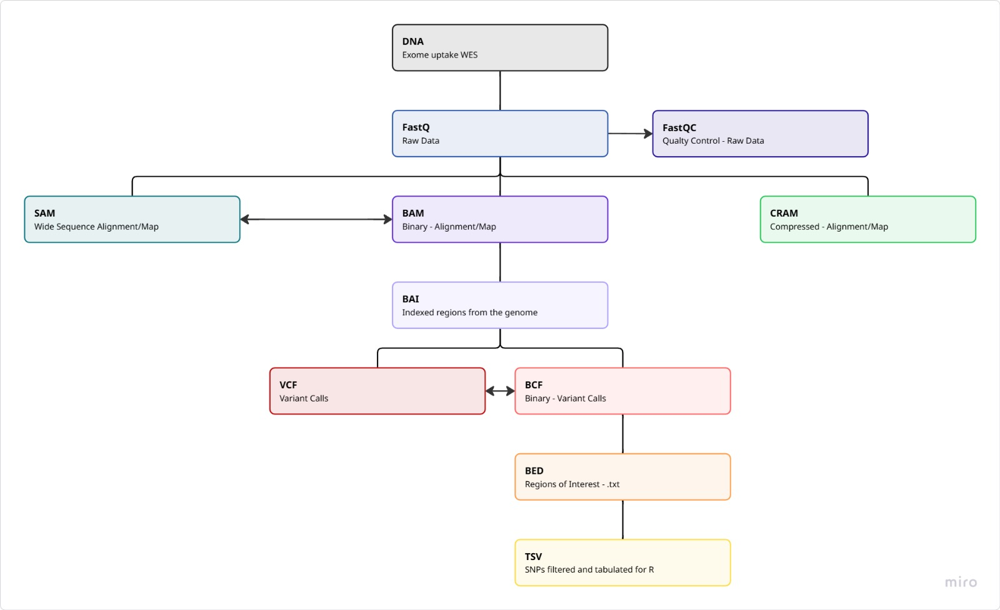 DNA
Exome uptake WES
FastQ
Raw Data
FastQC
Qualty Control - Raw Data
SAM
Wide Sequence Alignment/Map
BAM
Binary - Alignment/Map
CRAM
Compressed - Alignment/Map
BAI
Indexed regions from the genome
VCF
Variant Calls
BCF
Binary - Variant Calls
BED
Regions of Interest - .txt
TSV
SNPs filtered and tabulated for R
miro